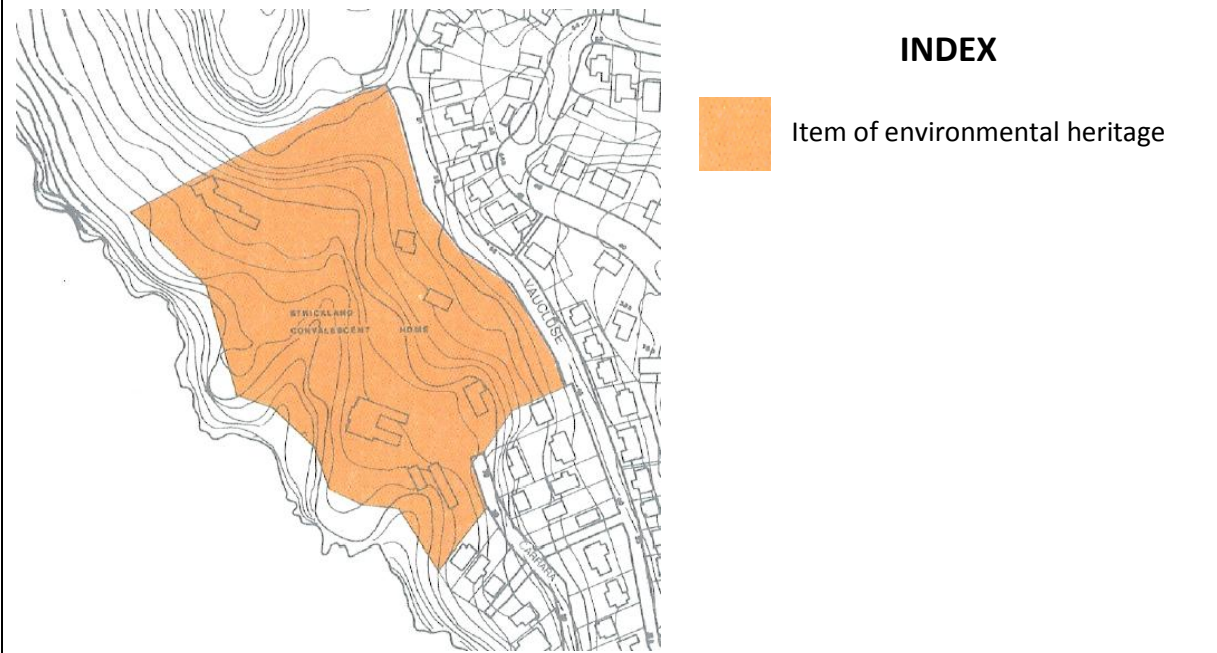 INDEX
Item of environmental heritage
STRICKLAND
CONVALESCENT HOME
VAUCLUSE
CARRARA